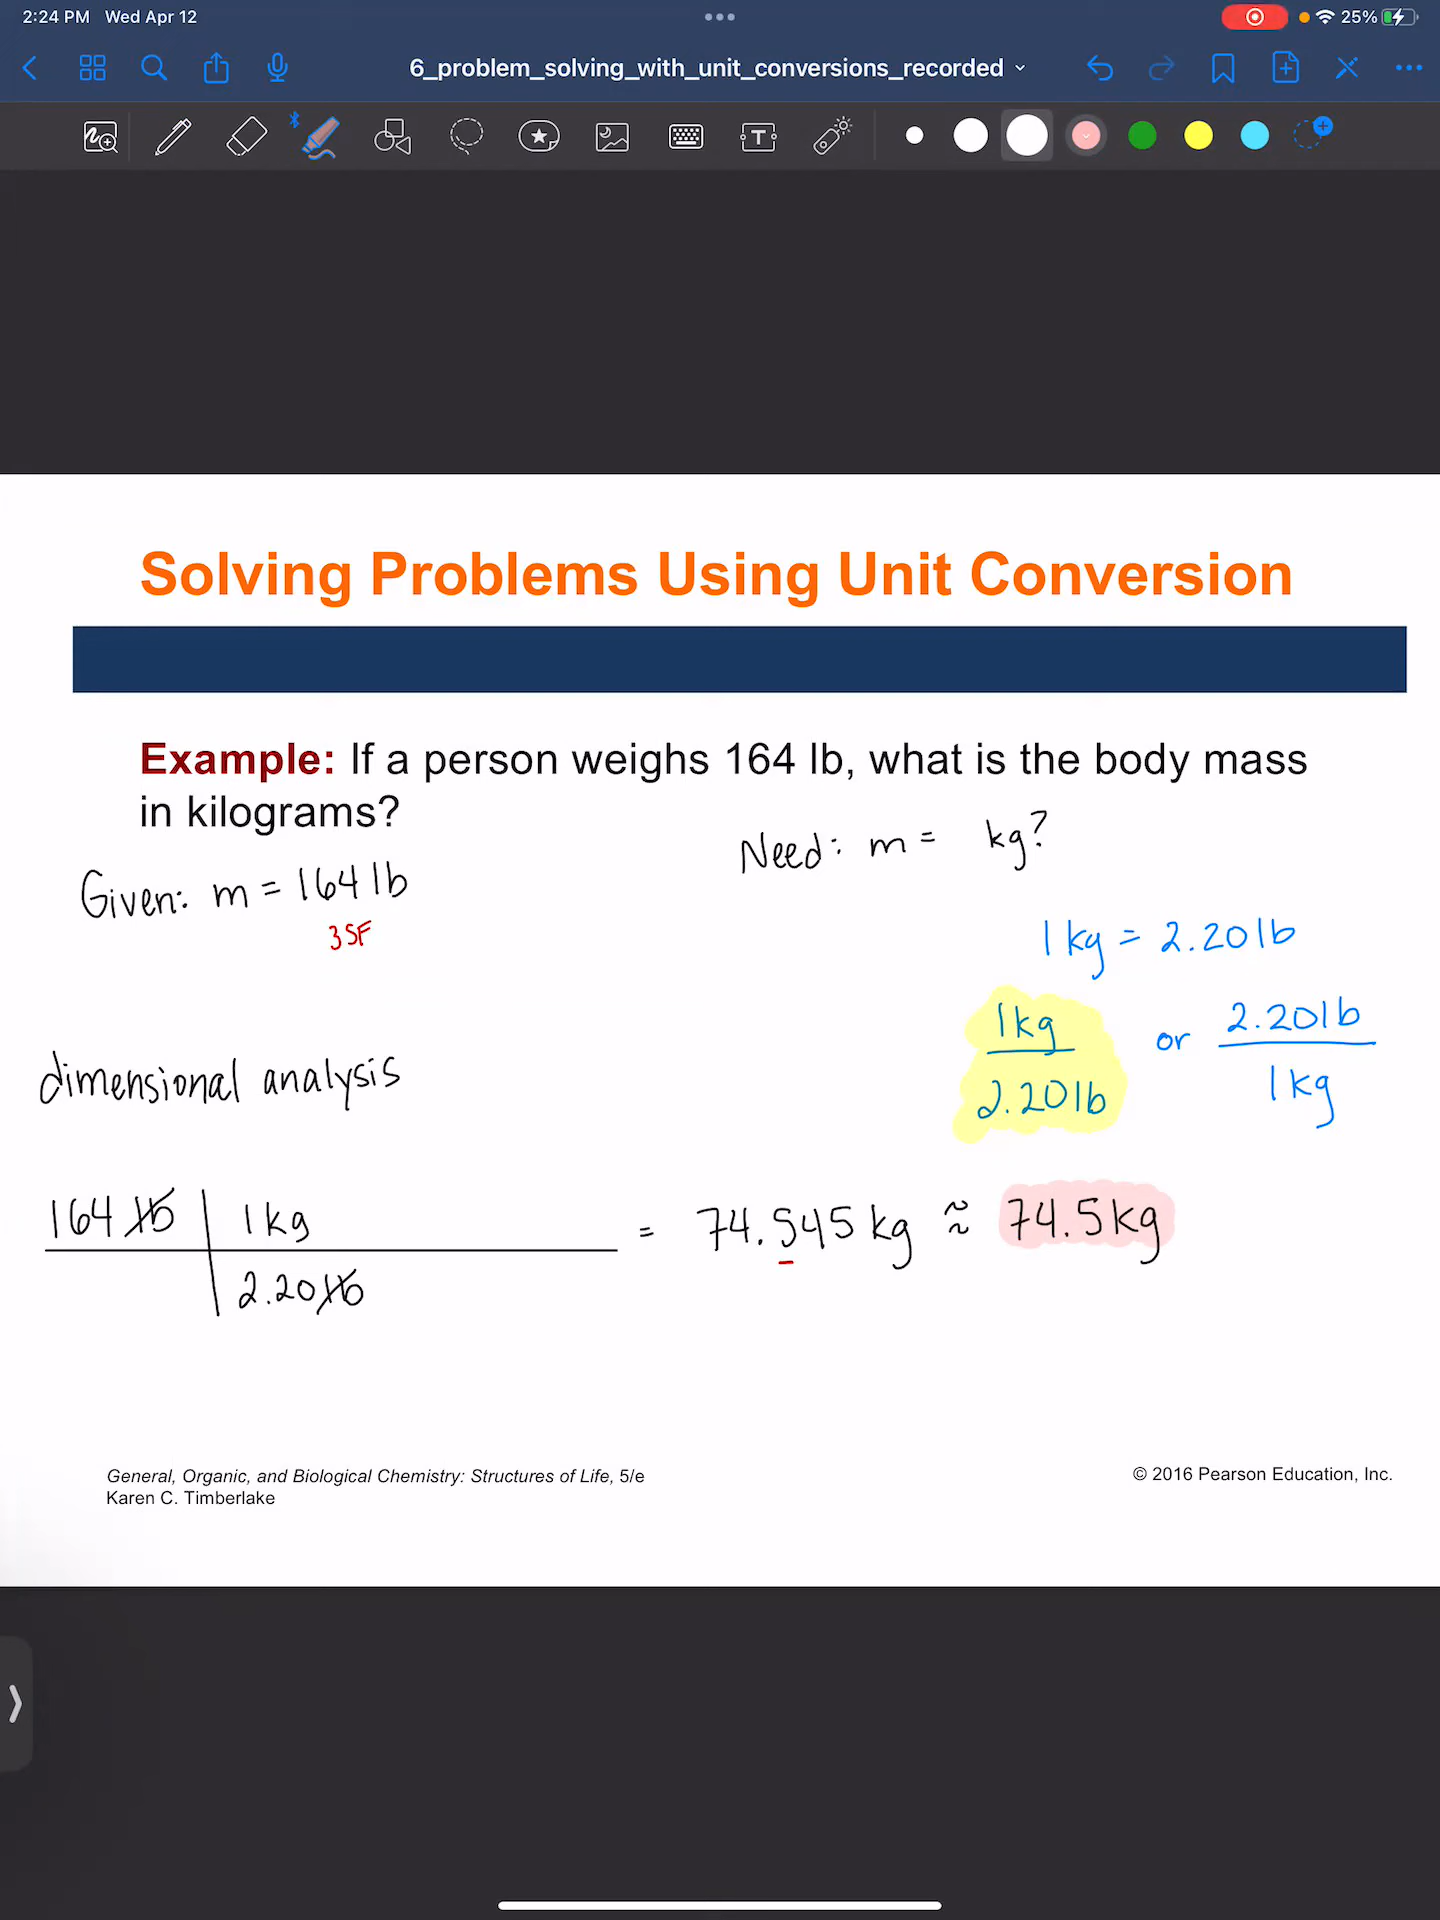 2:24 PM Wed Apr 12
25%
6_problem_solving_with_unit_conversions_recorded
T
Solving Problems Using Unit Conversion
Example: If a person weighs 164 lb, what is the body mass
in kilograms?
Need: m = kg?
Given: m = 164 lb
3 SF
1 kg = 2.20 lb
1 kg
2.20 lb
or
2.20 lb
1 kg
dimensional analysis
164 lb | 1 kg
2.20 lb
= 74.545 kg ≈ 74.5 kg
General, Organic, and Biological Chemistry: Structures of Life, 5/e
Karen C. Timberlake
© 2016 Pearson Education, Inc.